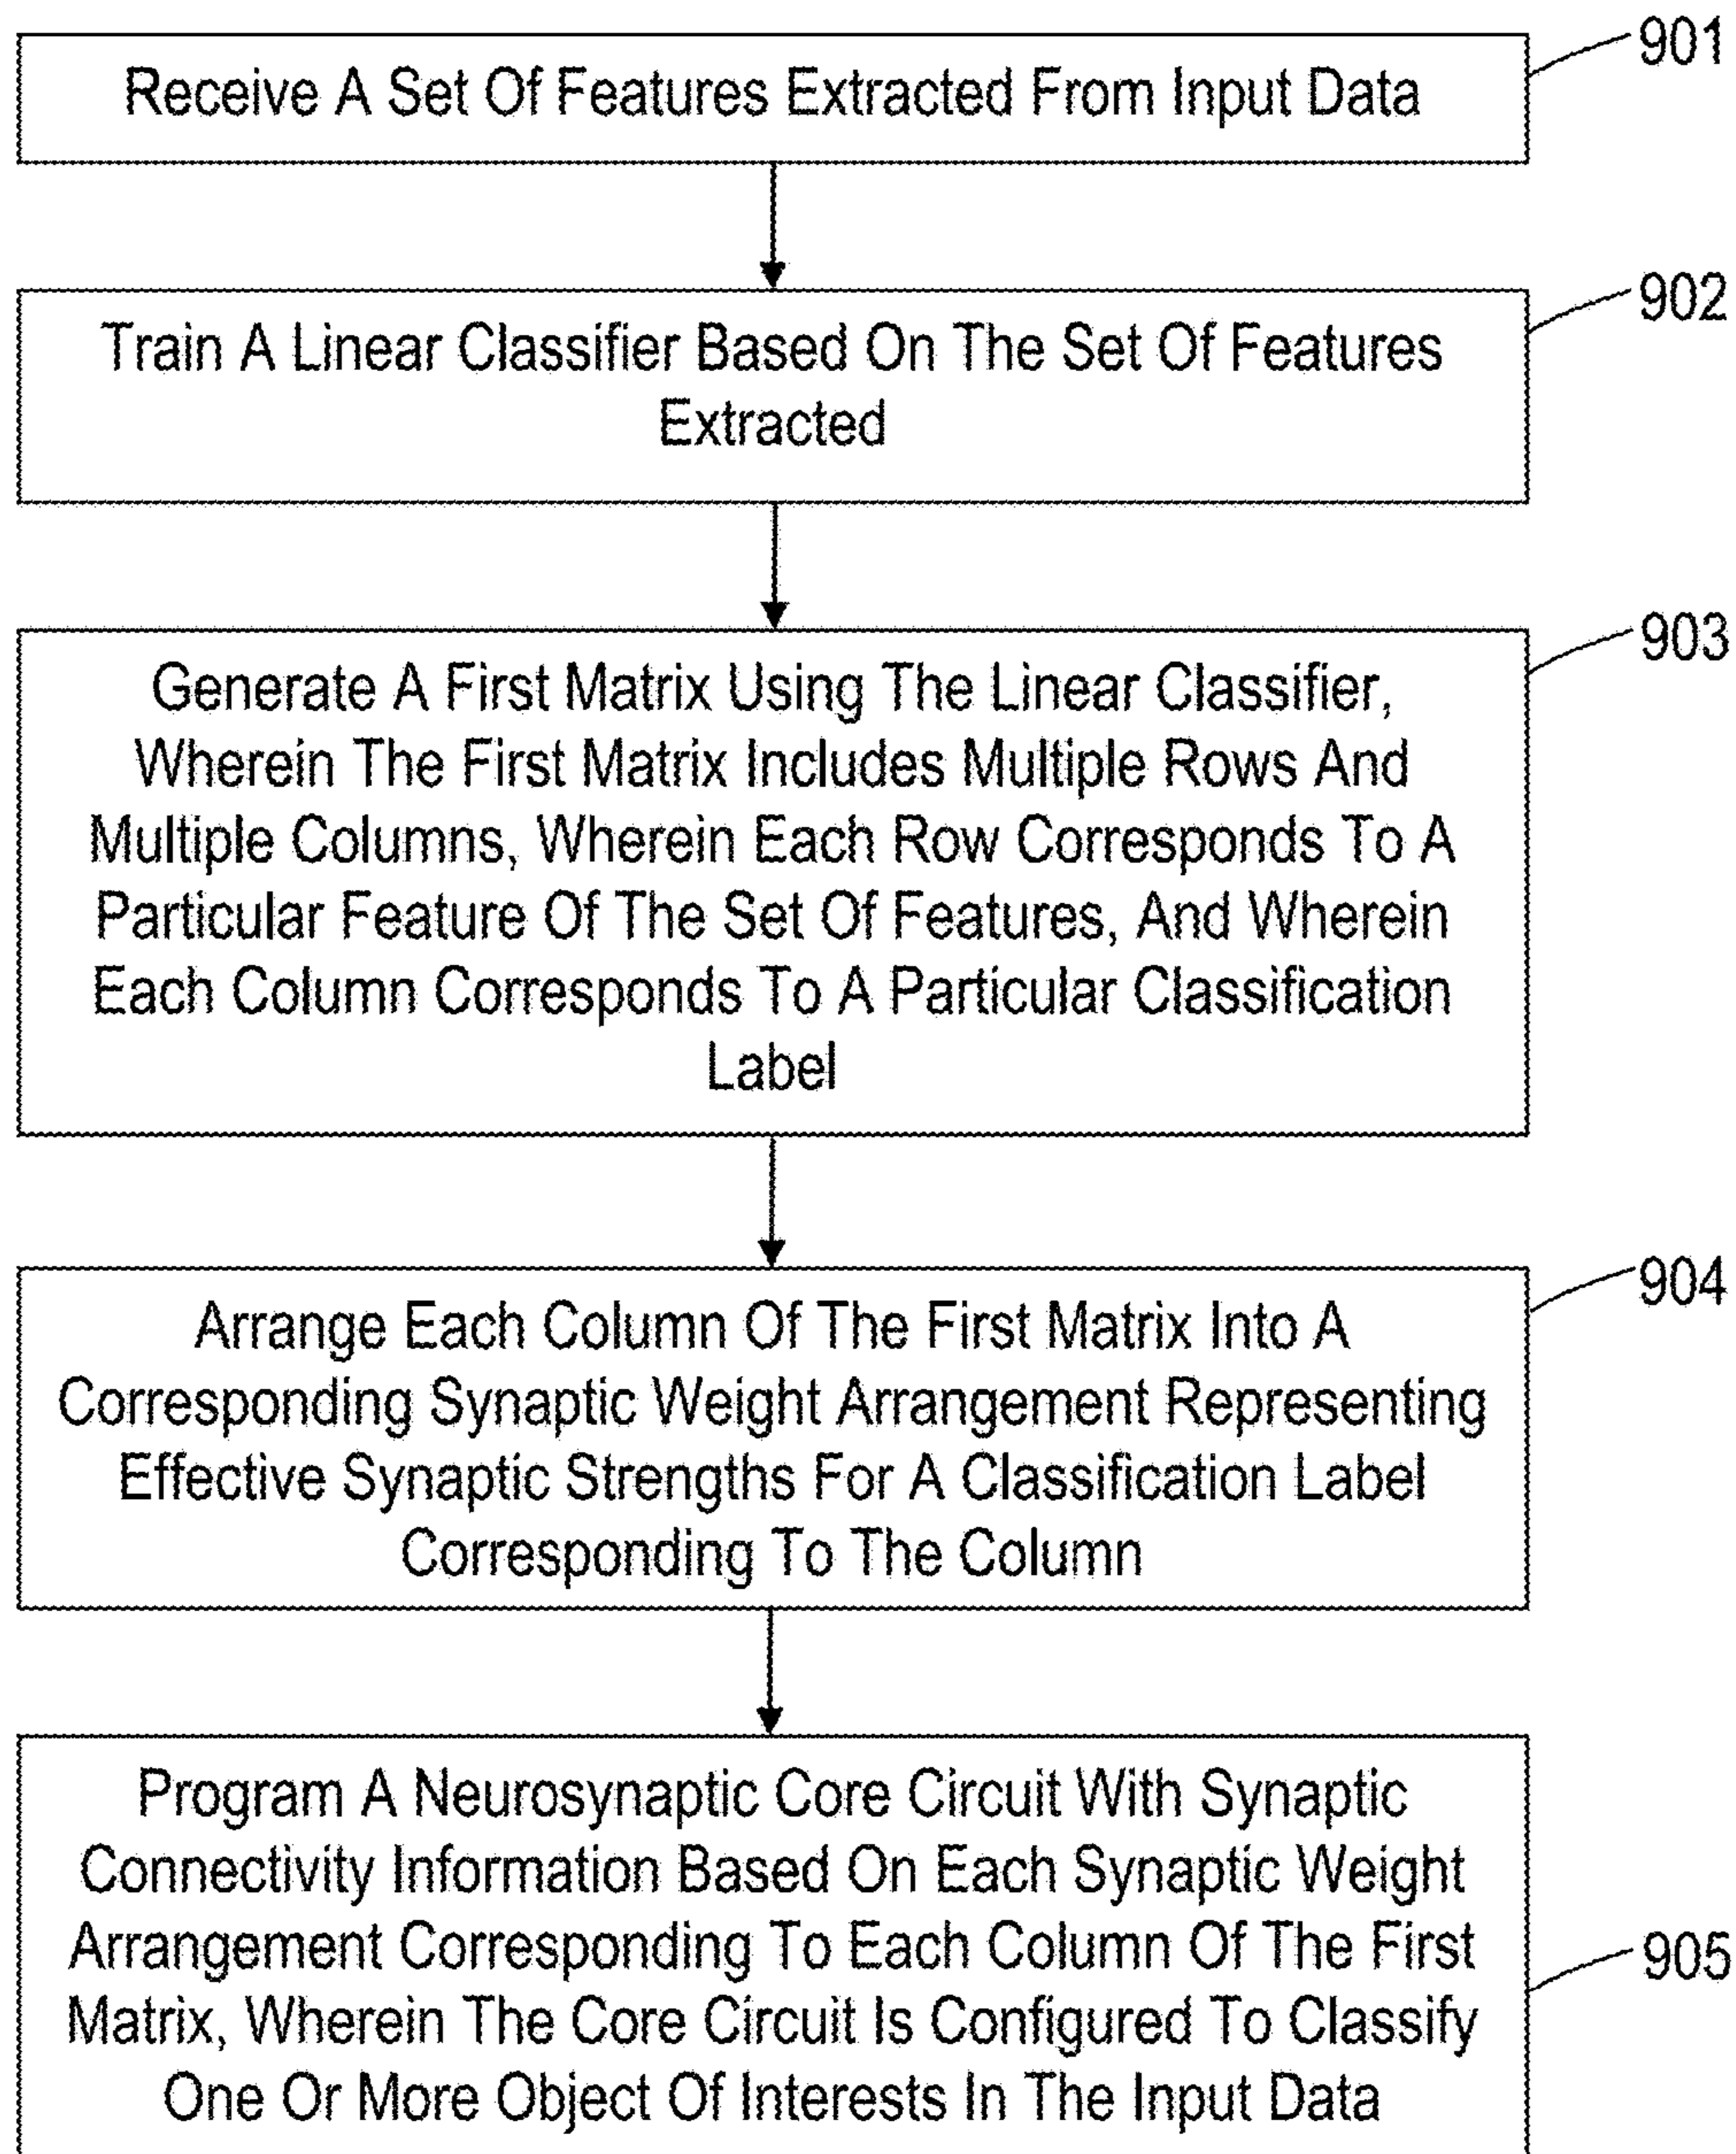 901
Receive A Set Of Features Extracted From Input Data
902
Train A Linear Classifier Based On The Set Of Features
Extracted
903
Generate A First Matrix Using The Linear Classifier,
Wherein The First Matrix Includes Multiple Rows And
Multiple Columns, Wherein Each Row Corresponds To A
Particular Feature Of The Set Of Features, And Wherein
Each Column Corresponds To A Particular Classification
Label
904
Arrange Each Column Of The First Matrix Into A
Corresponding Synaptic Weight Arrangement Representing
Effective Synaptic Strengths For A Classification Label
Corresponding To The Column
Program A Neurosynaptic Core Circuit With Synaptic
Connectivity Information Based On Each Synaptic Weight
Arrangement Corresponding To Each Column Of The First
905
Matrix, Wherein The Core Circuit Is Configured To Classify
One Or More Object Of Interests In The Input Data